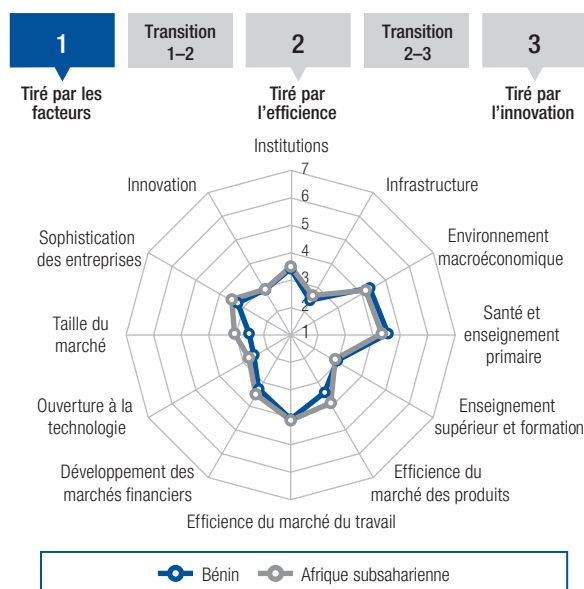 1
Transition
1–2
2
Transition
2–3
3
Tiré par les
facteurs
Tiré par
l’efficience
Tiré par
l’innovation
Institutions
7
6
5
4
3
2
1
Infrastructure
Environnement
macroéconomique
Santé et
enseignement
primaire
Enseignement
supérieur et formation
Efficience du
marché des produits
Efficience du marché du travail
Développement des
marchés financiers
Ouverture à la
technologie
Taille du
marché
Sophistication
des entreprises
Innovation
Bénin
Afrique subsaharienne